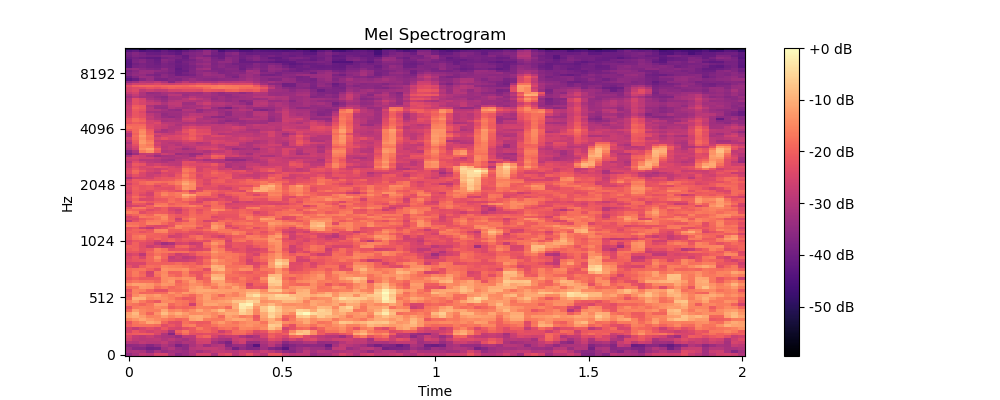 Mel Spectrogram
8192
4096
2048
1024
512
0
Hz
0
0.5
1
1.5
2
Time
+0 dB
-10 dB
-20 dB
-30 dB
-40 dB
-50 dB